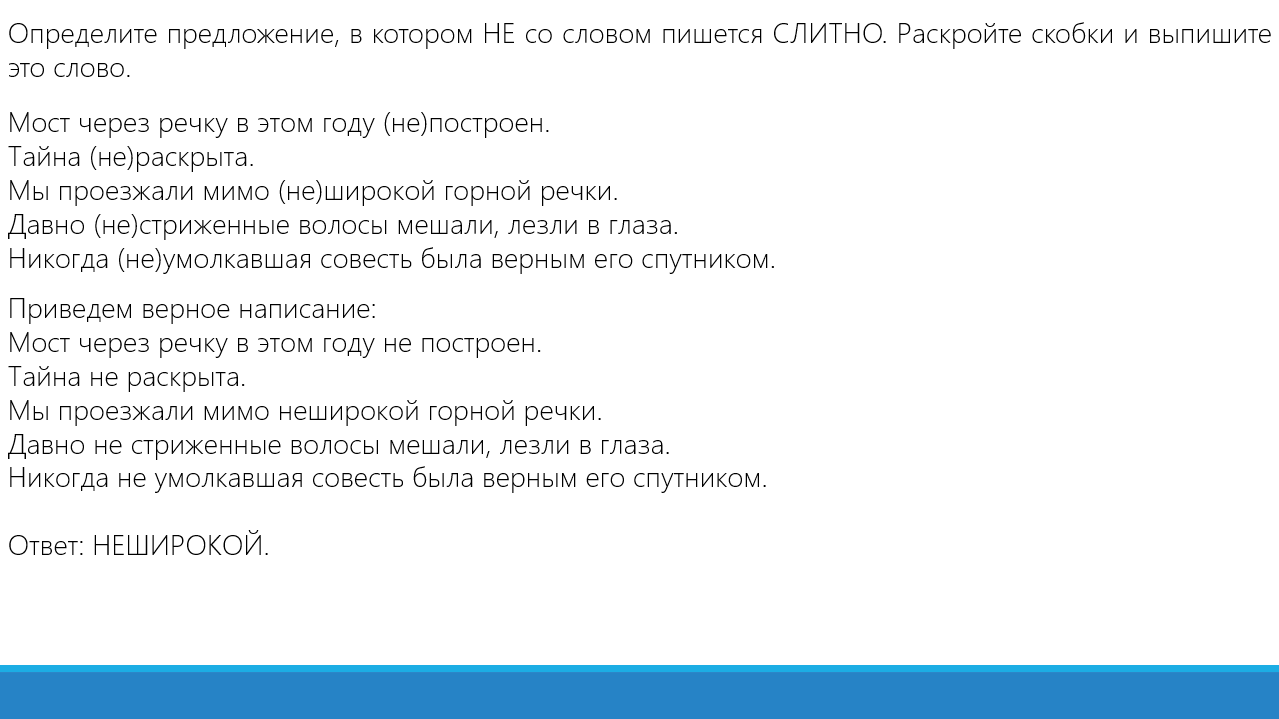 Определите предложение, в котором НЕ со словом пишется СЛИТНО. Раскройте скобки и выпишите
это слово.
Мост через речку в этом году (не)построен.
Тайна (не)раскрыта.
Мы проезжали мимо (не)широкой горной речки.
Давно (не)стриженные волосы мешали, лезли в глаза.
Никогда (не)умолкавшая совесть была верным его спутником.
Приведем верное написание:
Мост через речку в этом году не построен.
Тайна не раскрыта.
Мы проезжали мимо неширокой горной речки.
Давно не стриженные волосы мешали, лезли в глаза.
Никогда не умолкавшая совесть была верным его спутником.
Ответ: НЕШИРОКОЙ.